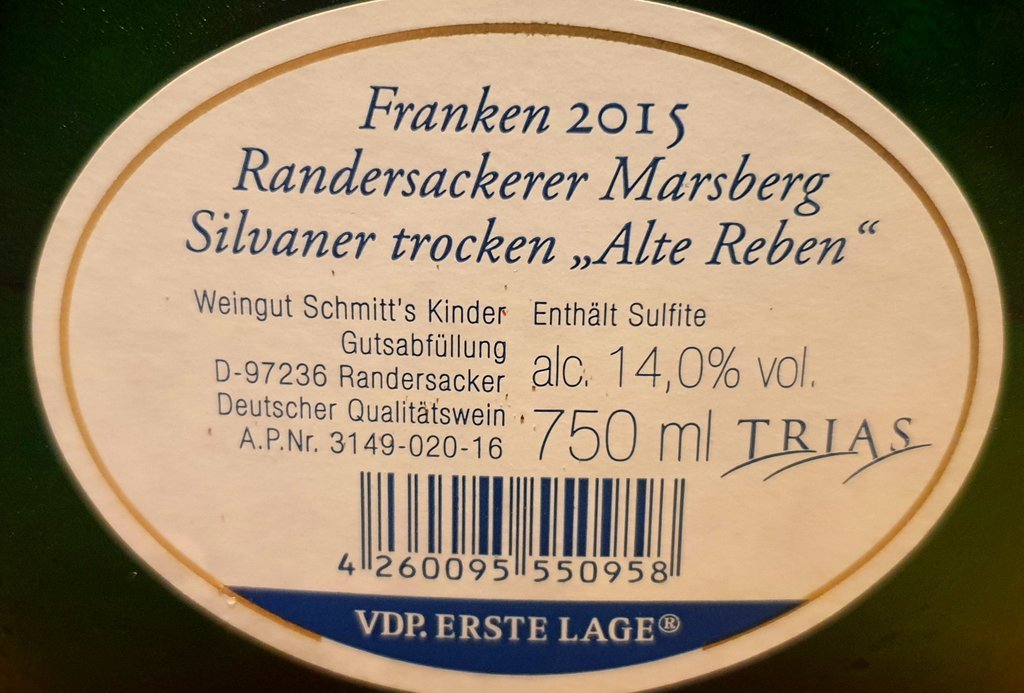 Franken 2015
Randersackerer Marsberg
Silvaner trocken „Alte Reben“
Weingut Schmitt's Kinder
Gutsabfüllung
D-97236 Randersacker
Deutscher Qualitätswein
A.P.Nr. 3149-020-16
Enthält Sulfite
alc. 14,0% vol.
750 ml
TRIAS
4 260095 550958
VDP. ERSTE LAGE®